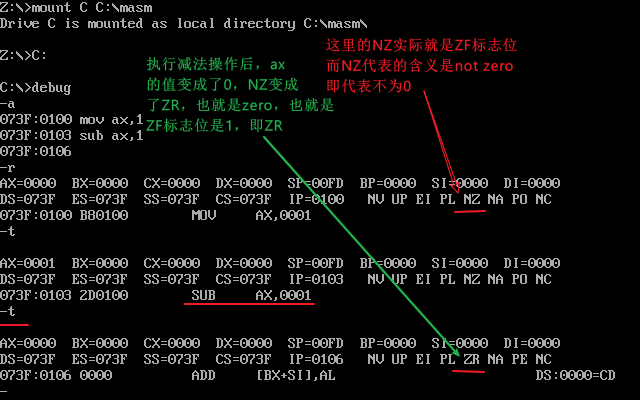 Z:\>mount C C:\masm
Drive C is mounted as local directory C:\masm\
Z:\>C:
C:\>debug
-a
073F:0100 mov ax,1
073F:0103 sub ax,1
073F:0106
-r
AX=0000 BX=0000 CX=0000 DX=0000 SP=00FD BP=0000 SI=0000 DI=0000
DS=073F ES=073F SS=073F CS=073F IP=0100 NV UP EI PL NZ NA PO NC
073F:0100 B80100 MOV AX,0001
-t
AX=0001 BX=0000 CX=0000 DX=0000 SP=00FD BP=0000 SI=0000 DI=0000
DS=073F ES=073F SS=073F CS=073F IP=0103 NV UP EI PL NZ NA PO NC
073F:0103 2D0100 SUB AX,0001
-t
AX=0000 BX=0000 CX=0000 DX=0000 SP=00FD BP=0000 SI=0000 DI=0000
DS=073F ES=073F SS=073F CS=073F IP=0106 NV UP EI PL ZR NA PE NC
073F:0106 0000 ADD [BX+SI],AL DS:0000=CD
-
执行减法操作后，ax
的值变成了0，NZ变成
了ZR，也就是zero，也就是
ZF标志位是1，即ZR
这里的NZ实际就是ZF标志位
而NZ代表的含义是not zero
即代表不为0